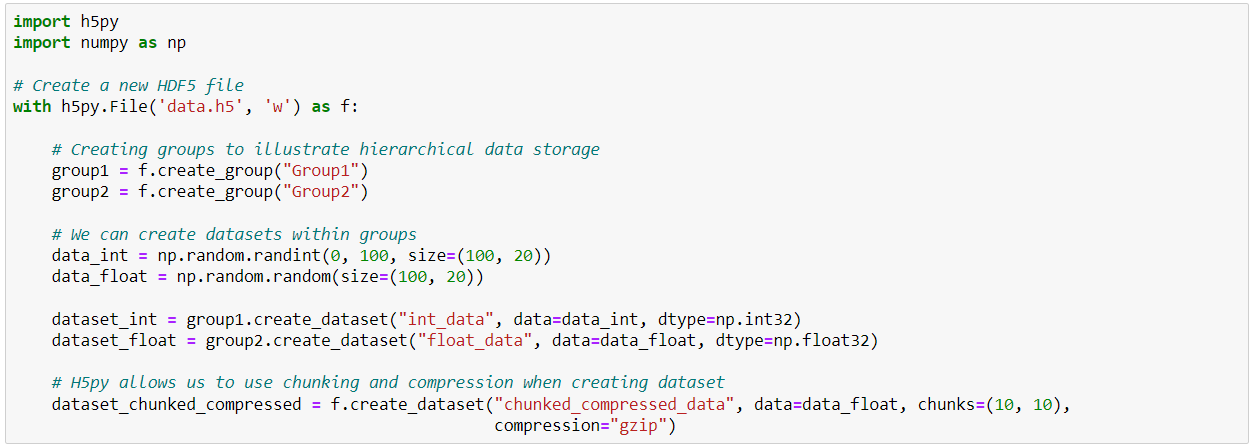 import h5py
import numpy as np
# Create a new HDF5 file
with h5py.File('data.h5', 'w') as f:
# Creating groups to illustrate hierarchical data storage
group1 = f.create_group("Group1")
group2 = f.create_group("Group2")
# We can create datasets within groups
data_int = np.random.randint(0, 100, size=(100, 20))
data_float = np.random.random(size=(100, 20))
dataset_int = group1.create_dataset("int_data", data=data_int, dtype=np.int32)
dataset_float = group2.create_dataset("float_data", data=data_float, dtype=np.float32)
# H5py allows us to use chunking and compression when creating dataset
dataset_chunked_compressed = f.create_dataset("chunked_compressed_data", data=data_float, chunks=(10, 10),
compression="gzip")